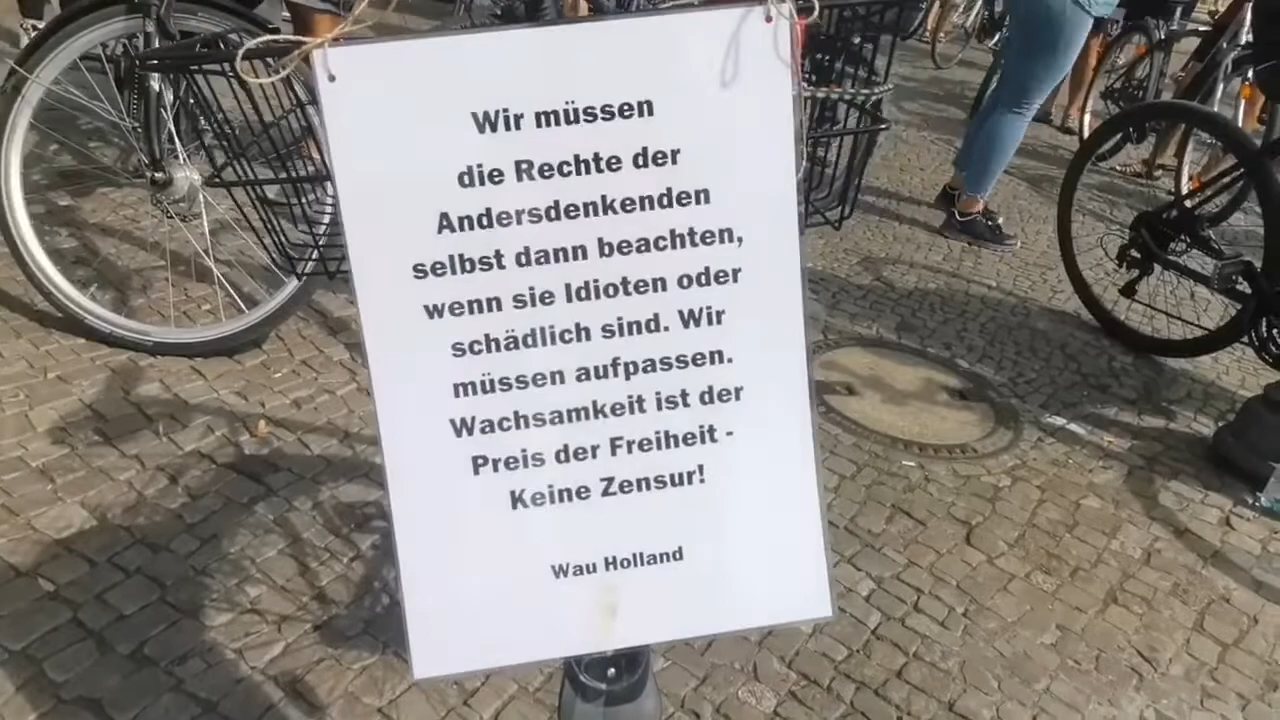 Wir müssen
die Rechte der
Andersdenkenden
selbst dann beachten,
wenn sie Idioten oder
schädlich sind. Wir
müssen aufpassen.
Wachsamkeit ist der
Preis der Freiheit -
Keine Zensur!
Wau Holland